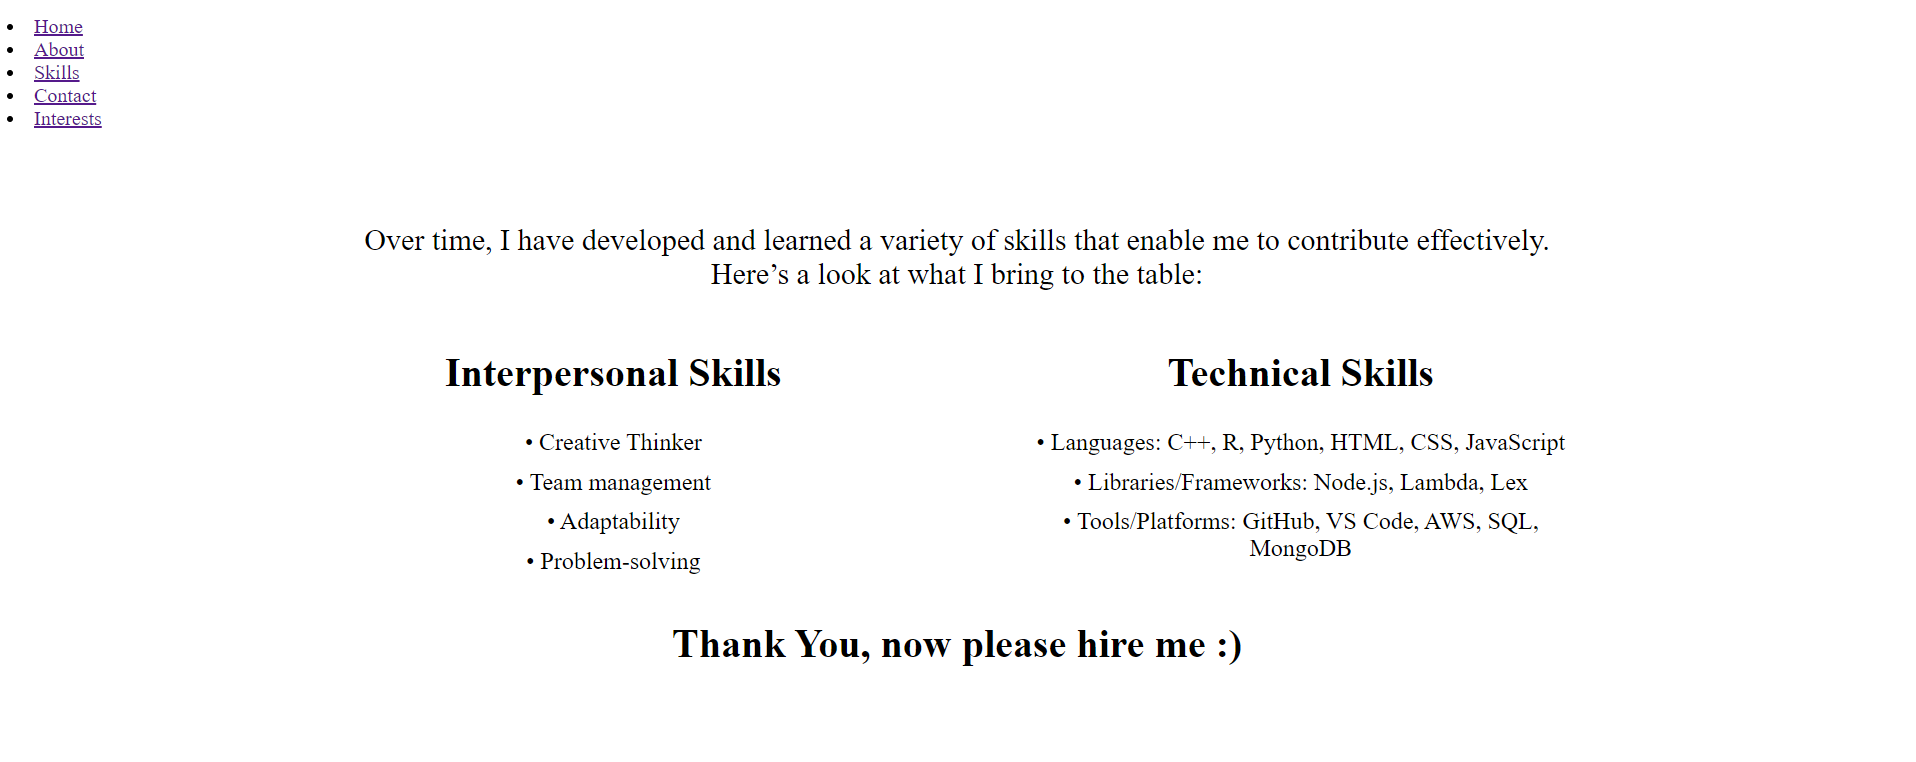 • Home
• About
• Skills
• Contact
• Interests
Over time, I have developed and learned a variety of skills that enable me to contribute effectively.
Here’s a look at what I bring to the table:
Interpersonal Skills
• Creative Thinker
• Team management
• Adaptability
• Problem-solving
Technical Skills
• Languages: C++, R, Python, HTML, CSS, JavaScript
• Libraries/Frameworks: Node.js, Lambda, Lex
• Tools/Platforms: GitHub, VS Code, AWS, SQL,
MongoDB
Thank You, now please hire me :)